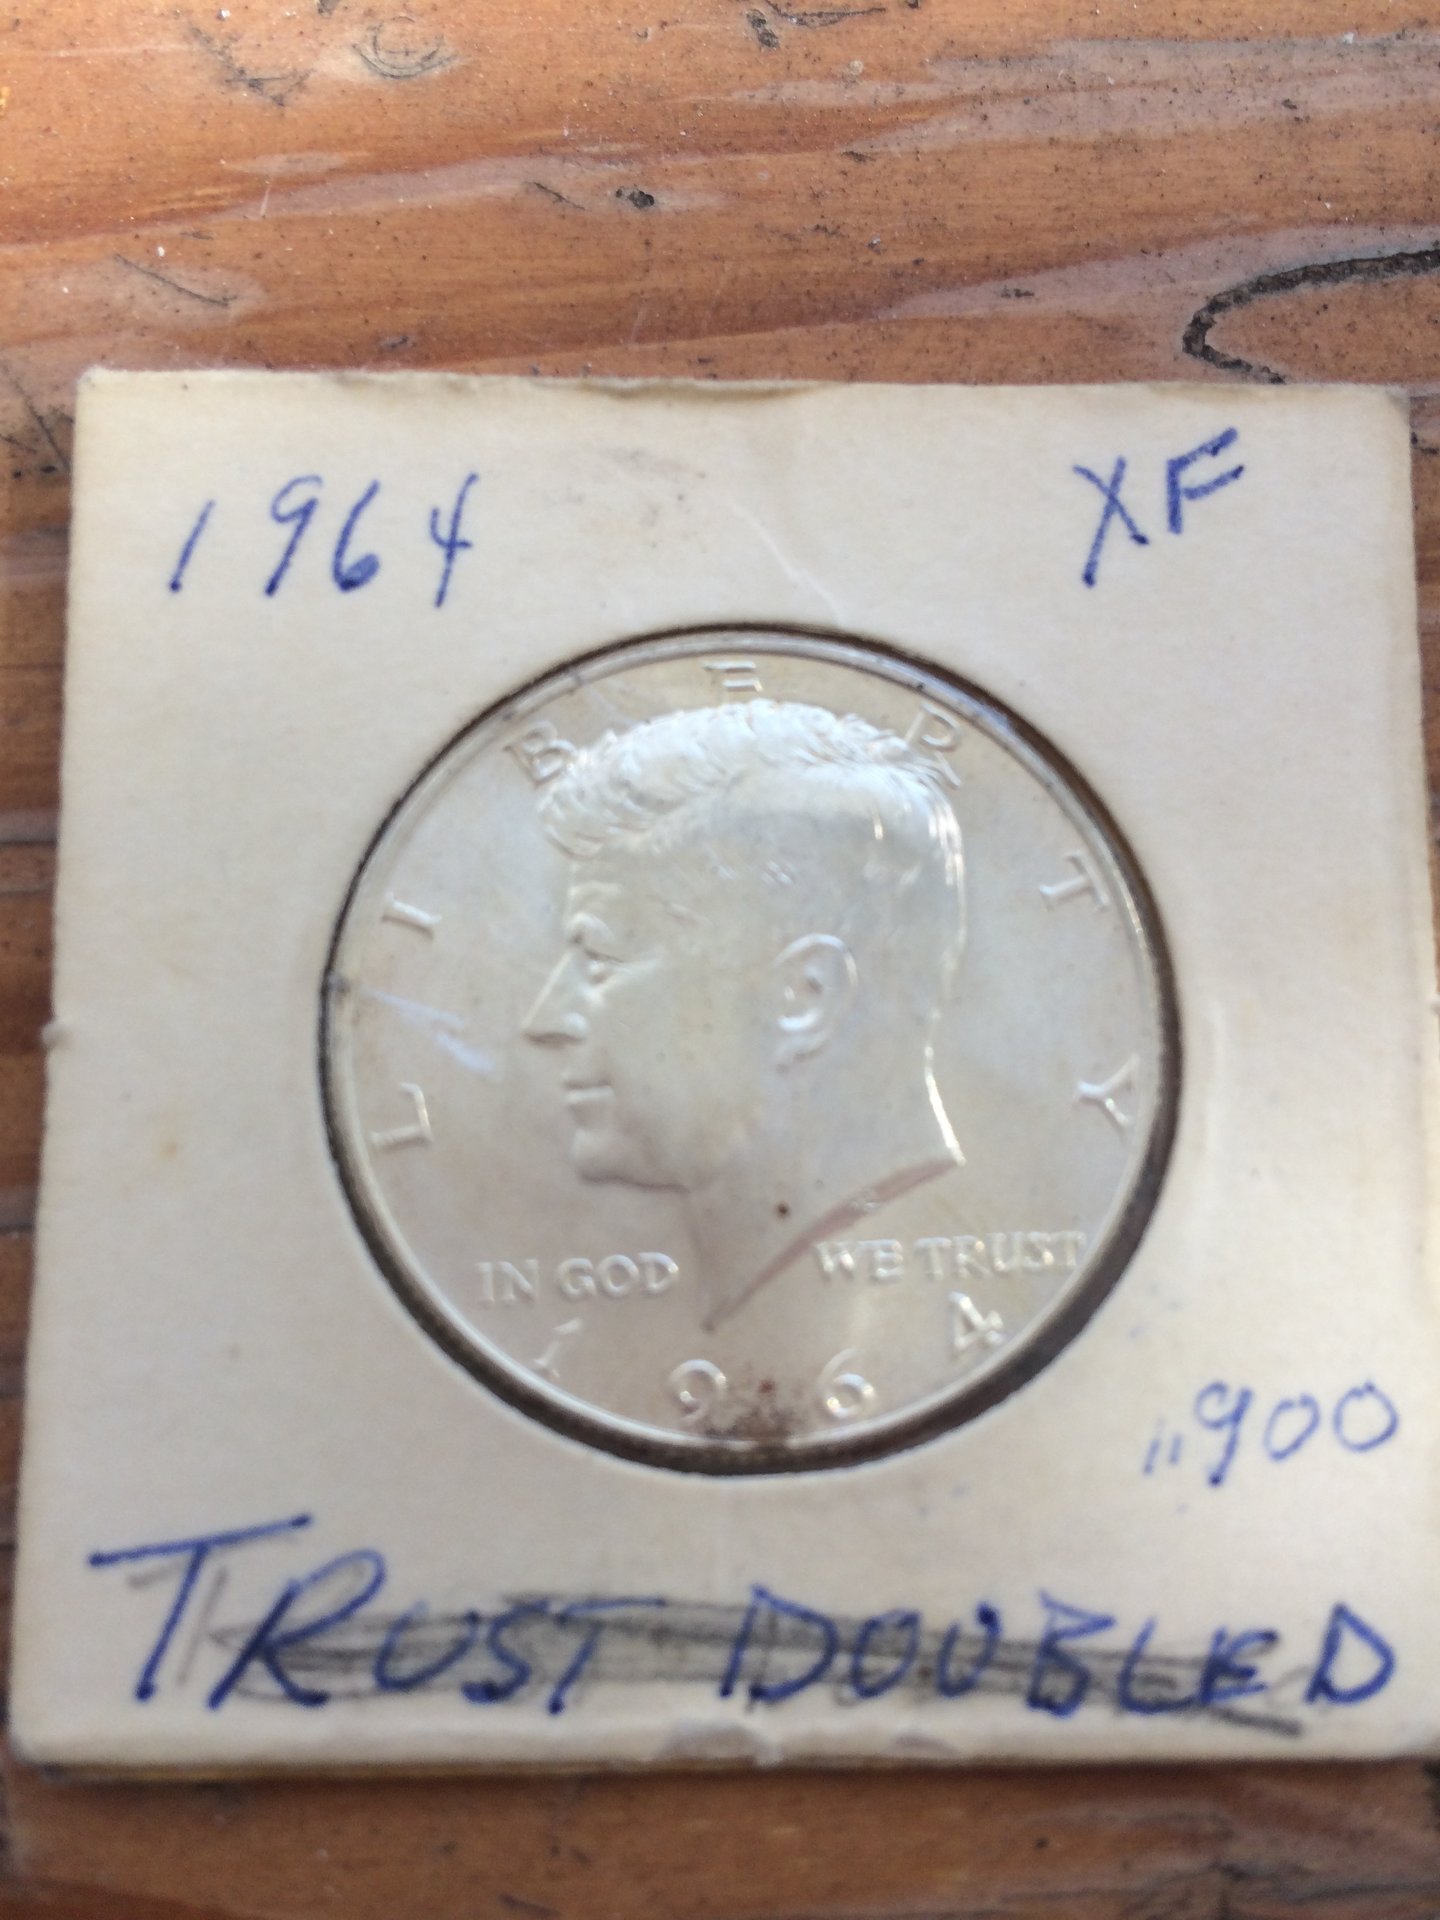 1964 XF
LIBERTY
IN GOD WE TRUST
1964
.900
TRUST DOUBLED